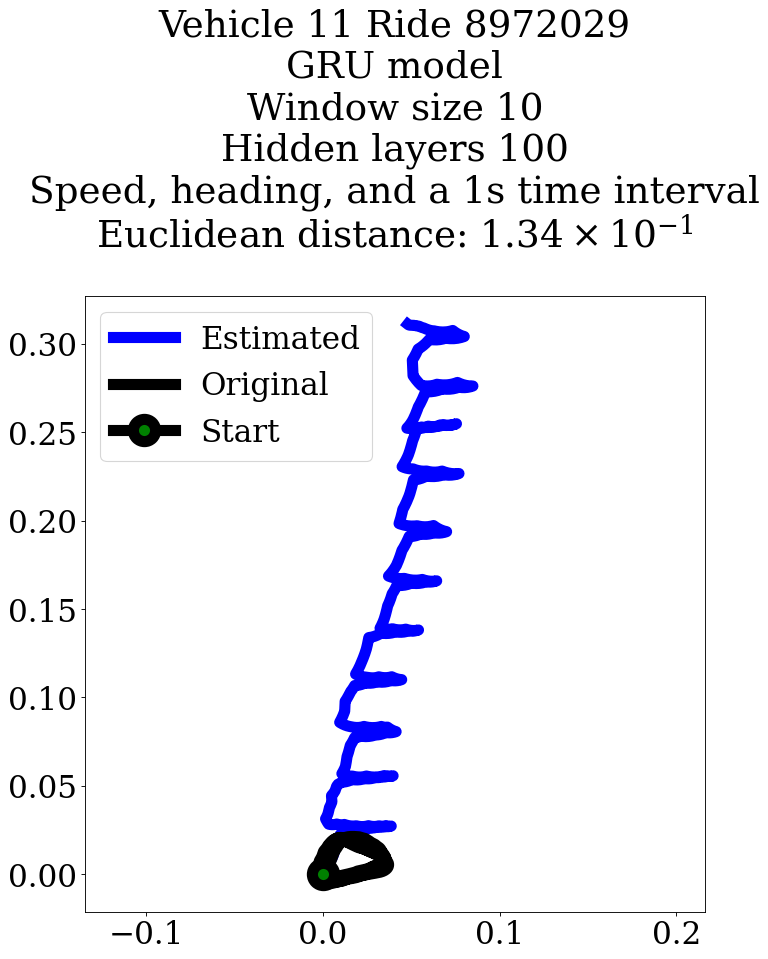 Vehicle 11 Ride 8972029
GRU model
Window size 10
Hidden layers 100
Speed, heading, and a 1s time interval
Euclidean distance: 1.34 × 10⁻¹
Estimated
Original
Start
0.30
0.25
0.20
0.15
0.10
0.05
0.00
−0.1
0.0
0.1
0.2